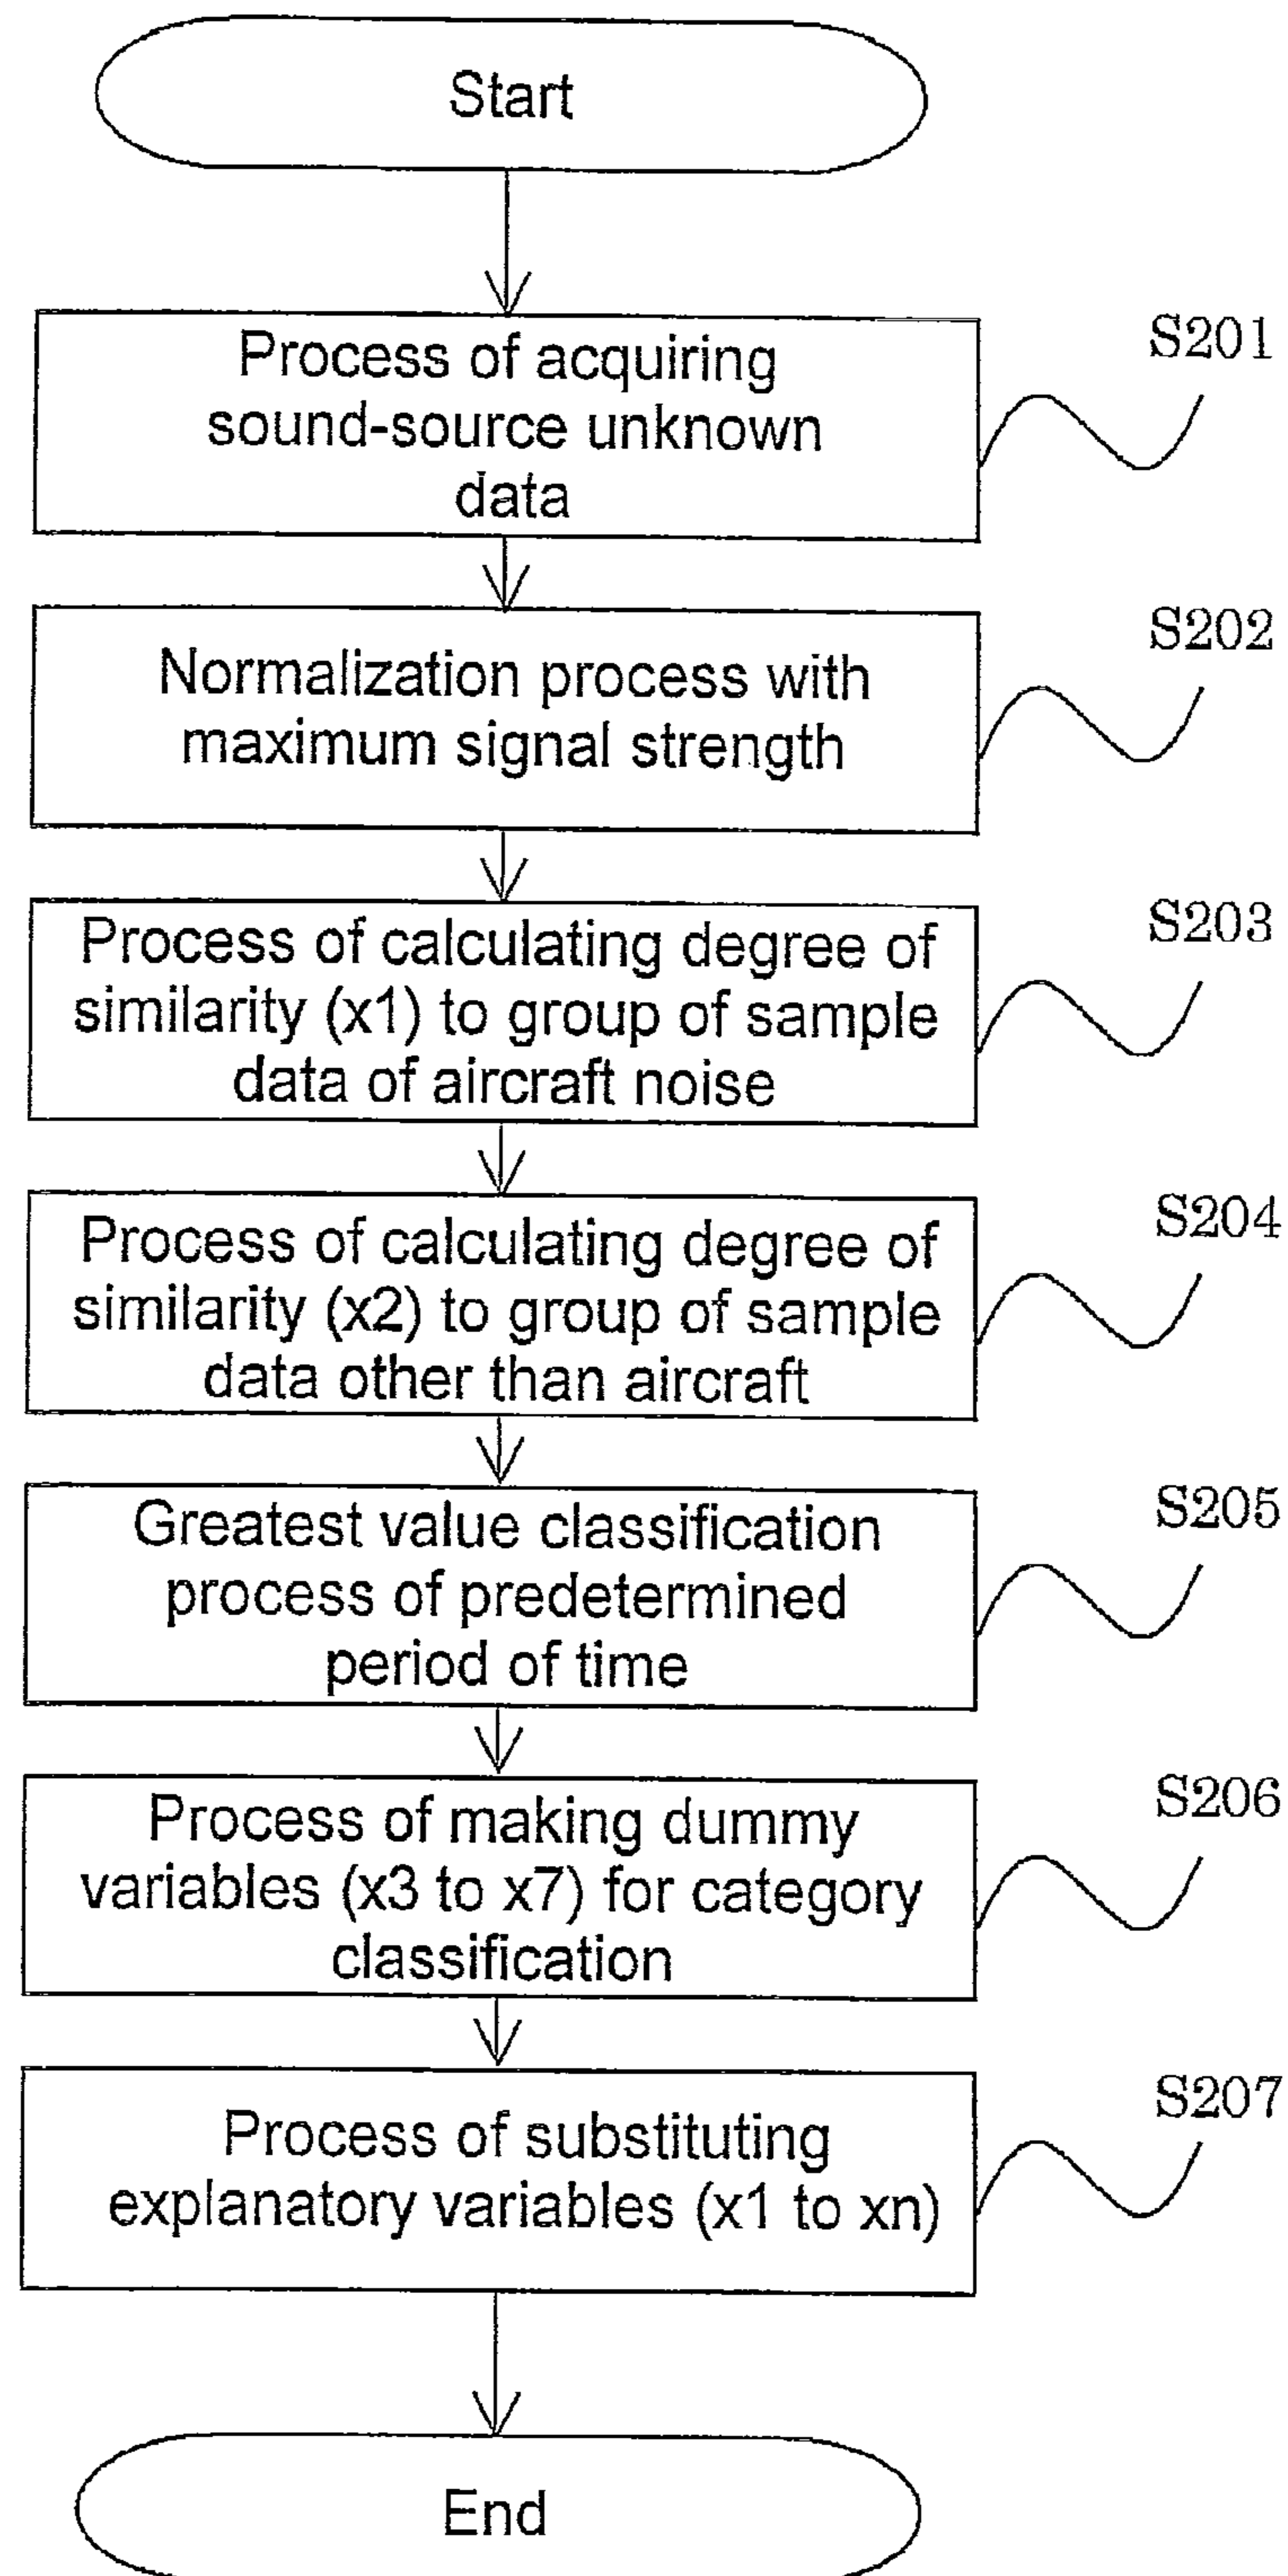 Start
Process of acquiring
sound-source unknown
data
S201
Normalization process with
maximum signal strength
S202
Process of calculating degree of
similarity (x1) to group of sample
data of aircraft noise
S203
Process of calculating degree of
similarity (x2) to group of sample
data other than aircraft
S204
Greatest value classification
process of predetermined
period of time
S205
Process of making dummy
variables (x3 to x7) for category
classification
S206
Process of substituting
explanatory variables (x1 to xn)
S207
End